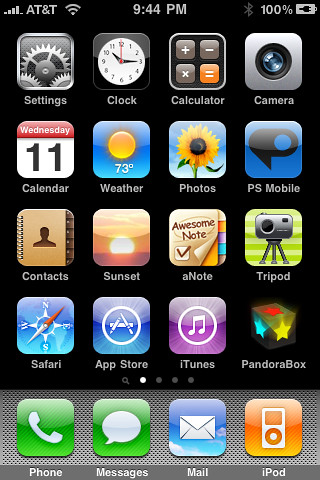 AT&T 9:44 PM 100%
Settings Clock Calculator Camera
Wednesday
11
73°
Calendar Weather Photos PS Mobile
Awesome
Note
Contacts Sunset aNote Tripod
Safari App Store iTunes PandoraBox
Phone Messages Mail iPod